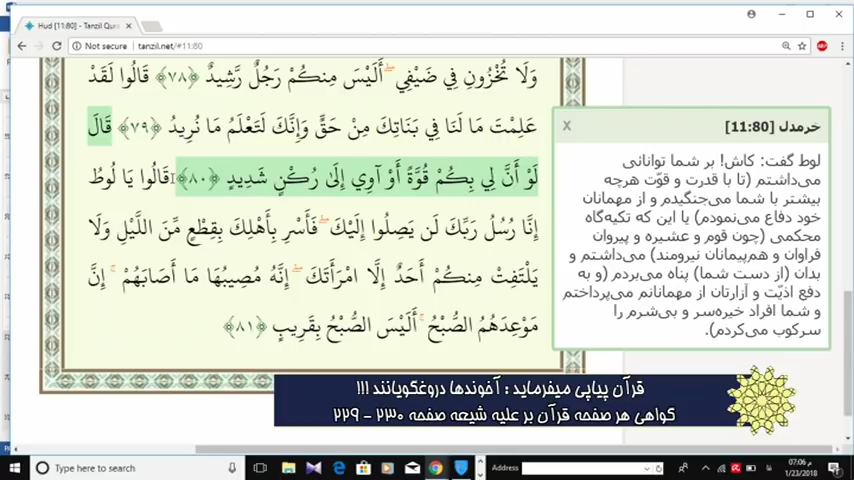 Hud [11:80] - Tanzil Qura
Not secure | tanzil.net/#11:80
وَلَا تُخْزُونِ فِي ضَيْفِي ۖ أَلَيْسَ مِنكُمْ رَجُلٌ رَّشِيدٌ ﴿٧٨﴾ قَالُوا لَقَدْ
عَلِمْتَ مَا لَنَا فِي بَنَاتِكَ مِنْ حَقٍّ وَإِنَّكَ لَتَعْلَمُ مَا نُرِيدُ ﴿٧٩﴾ قَالَ
لَوْ أَنَّ لِي بِكُمْ قُوَّةً أَوْ آوِي إِلَىٰ رُكْنٍ شَدِيدٍ ﴿٨٠﴾ قَالُوا يَا لُوطُ
إِنَّا رُسُلُ رَبِّكَ لَن يَصِلُوا إِلَيْكَ ۖ فَأَسْرِ بِأَهْلِكَ بِقِطْعٍ مِّنَ اللَّيْلِ وَلَا
يَلْتَفِتْ مِنكُمْ أَحَدٌ إِلَّا امْرَأَتَكَ ۖ إِنَّهُ مُصِيبُهَا مَا أَصَابَهُمْ ۚ إِنَّ
مَوْعِدَهُمُ الصُّبْحُ ۚ أَلَيْسَ الصُّبْحُ بِقَرِيبٍ ﴿٨١﴾
خرمدل [11:80]
X
لوط گفت: کاش! بر شما توانائی
می‌داشتم (تا با قدرت و قوّت هرچه
بیشتر با شما می‌جنگیدم و از مهمانان
خود دفاع می‌نمودم) یا این که تکیه‌گاه
محکمی (چون قوم و عشیره و پیروان
فراوان و هم‌پیمانان نیرومند) می‌داشتم و
بدان (از دست شما) پناه می‌بردم (و به
دفع اذیّت و آزارتان از مهمانانم می‌پرداختم
و شما افراد خیره‌سر و بی‌شرم را
سرکوب می‌کردم).
قرآن پیاپی میفرماید : آخوندها دروغگویانند !!!
گواهی هر صفحه قرآن بر علیه شیعه صفحه ۲۳۰ - ۲۲۹
Type here to search
Address
07:06 م
1/23/2018